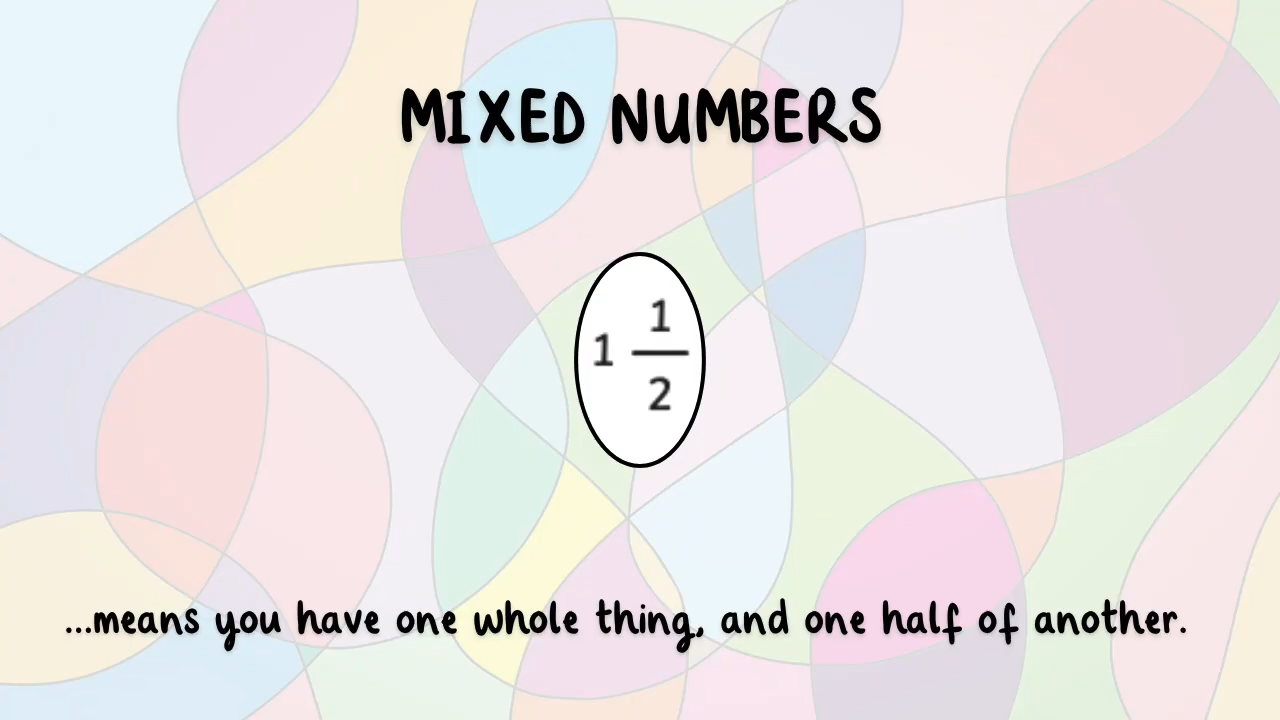 MIXED NUMBERS
1
1 —
2
...means you have one whole thing, and one half of another.